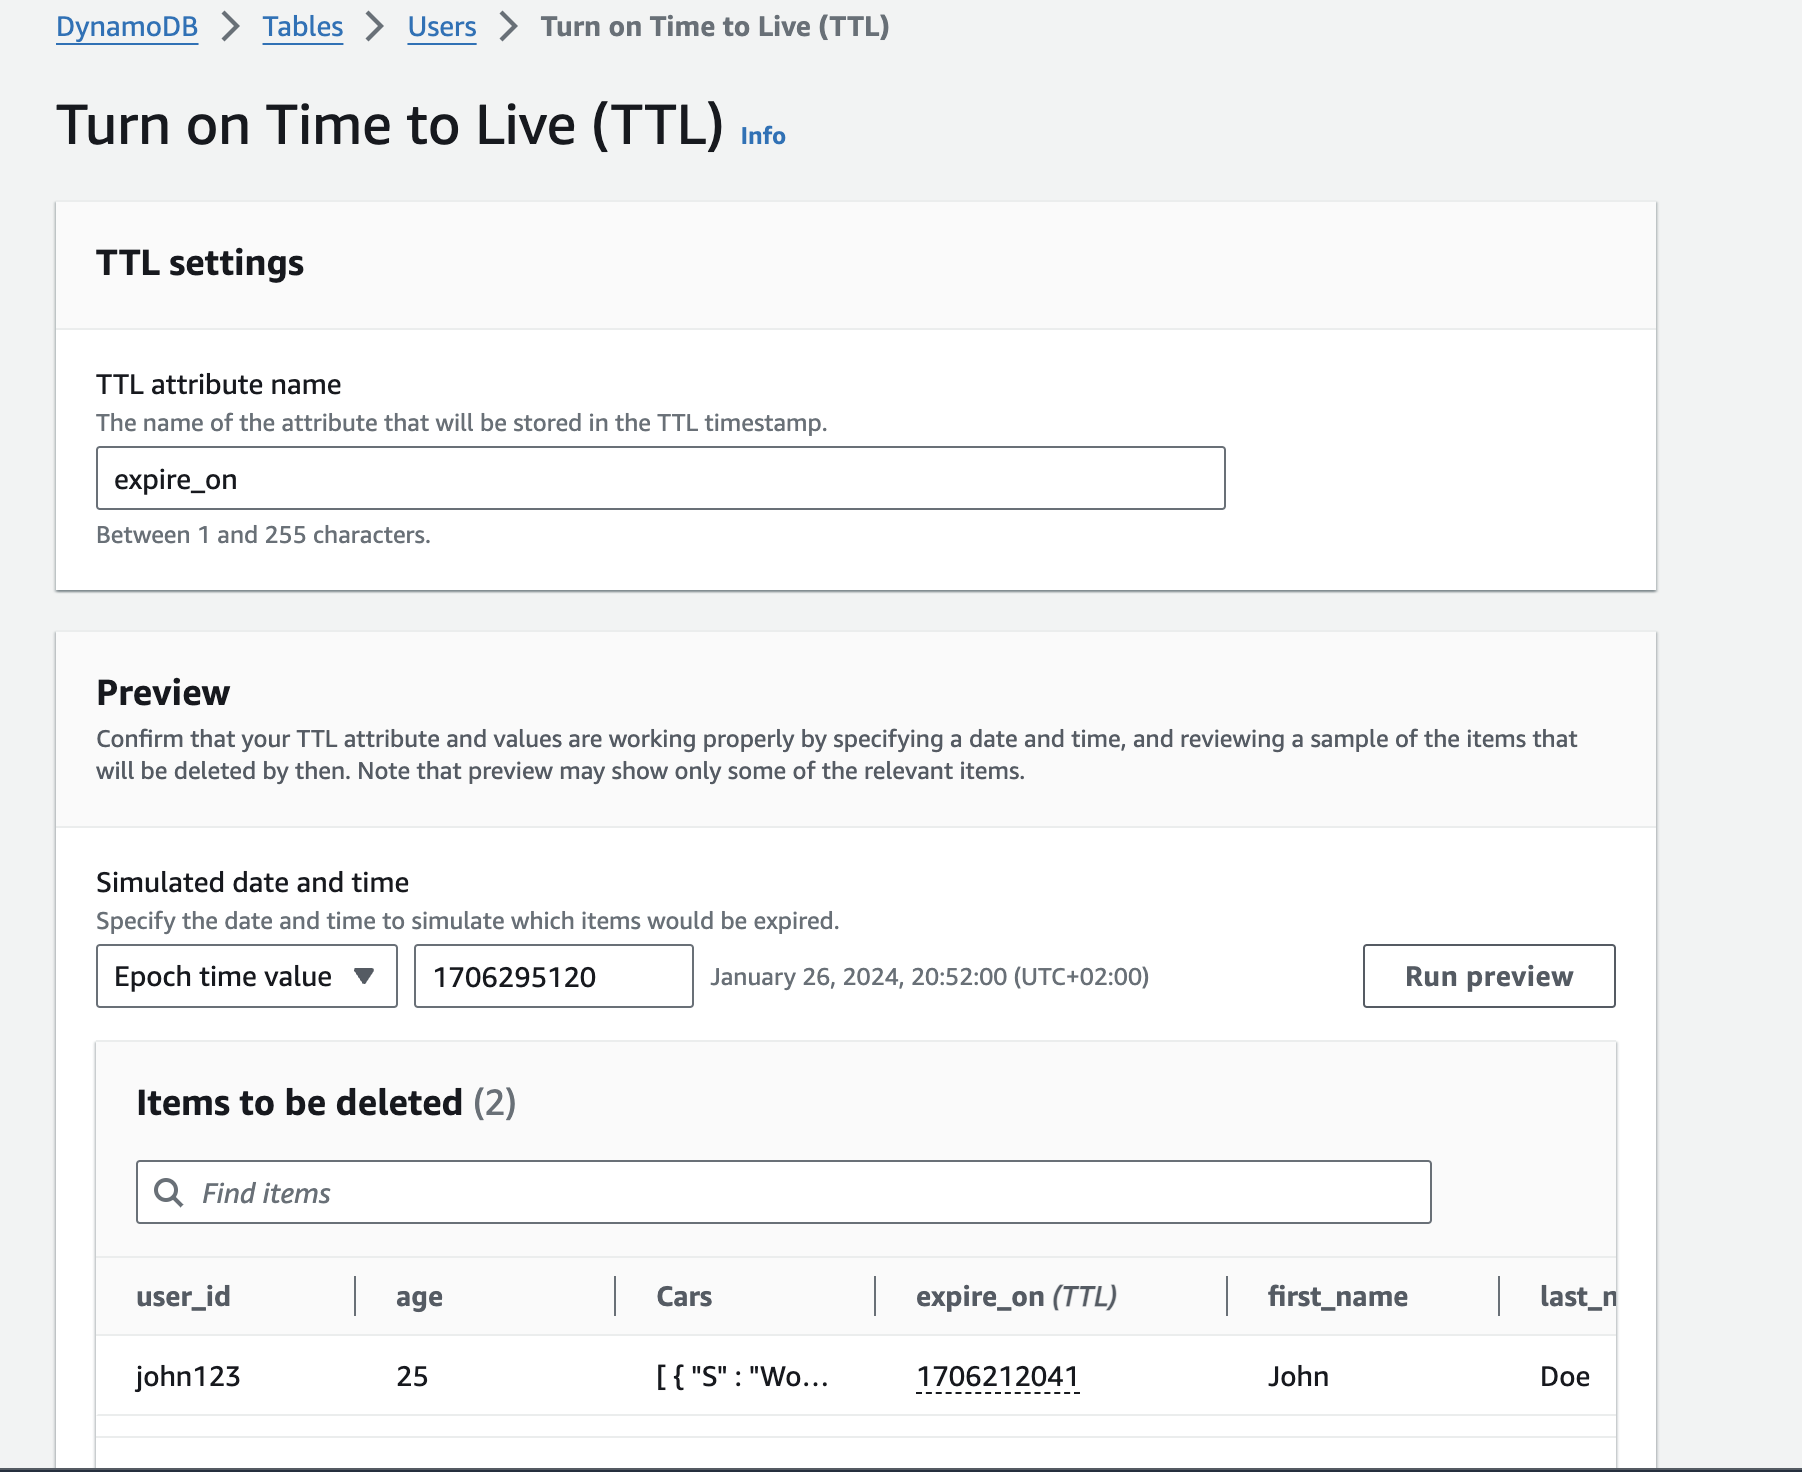 DynamoDB > Tables > Users > Turn on Time to Live (TTL)
Turn on Time to Live (TTL) Info
TTL settings
TTL attribute name
The name of the attribute that will be stored in the TTL timestamp.
expire_on
Between 1 and 255 characters.
Preview
Confirm that your TTL attribute and values are working properly by specifying a date and time, and reviewing a sample of the items that
will be deleted by then. Note that preview may show only some of the relevant items.
Simulated date and time
Specify the date and time to simulate which items would be expired.
Epoch time value 1706295120 January 26, 2024, 20:52:00 (UTC+02:00) Run preview
Items to be deleted (2)
Find items
user_id age Cars expire_on (TTL) first_name last_n
john123 25 [ { "S" : "Wo... 1706212041 John Doe